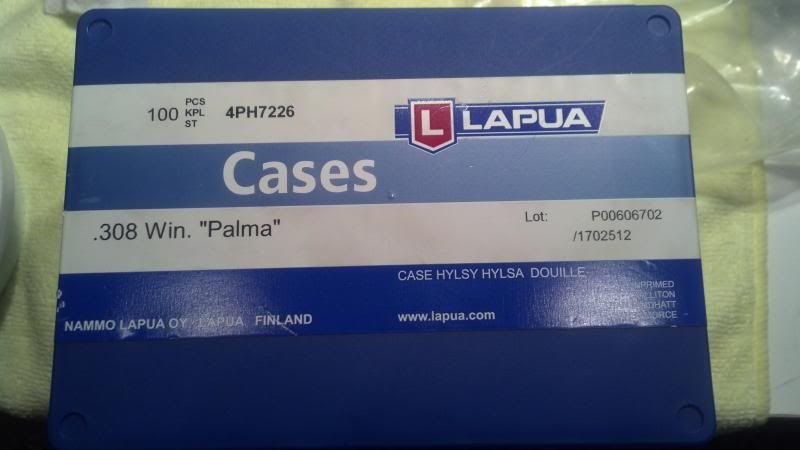 100 PCS KPL ST 4PH7226
L LAPUA
Cases
.308 Win. "Palma"
Lot: P00606702
/1702512
CASE HYLSY HYLSA DOUILLE
NAMMO LAPUA OY LAPUA FINLAND
www.lapua.com